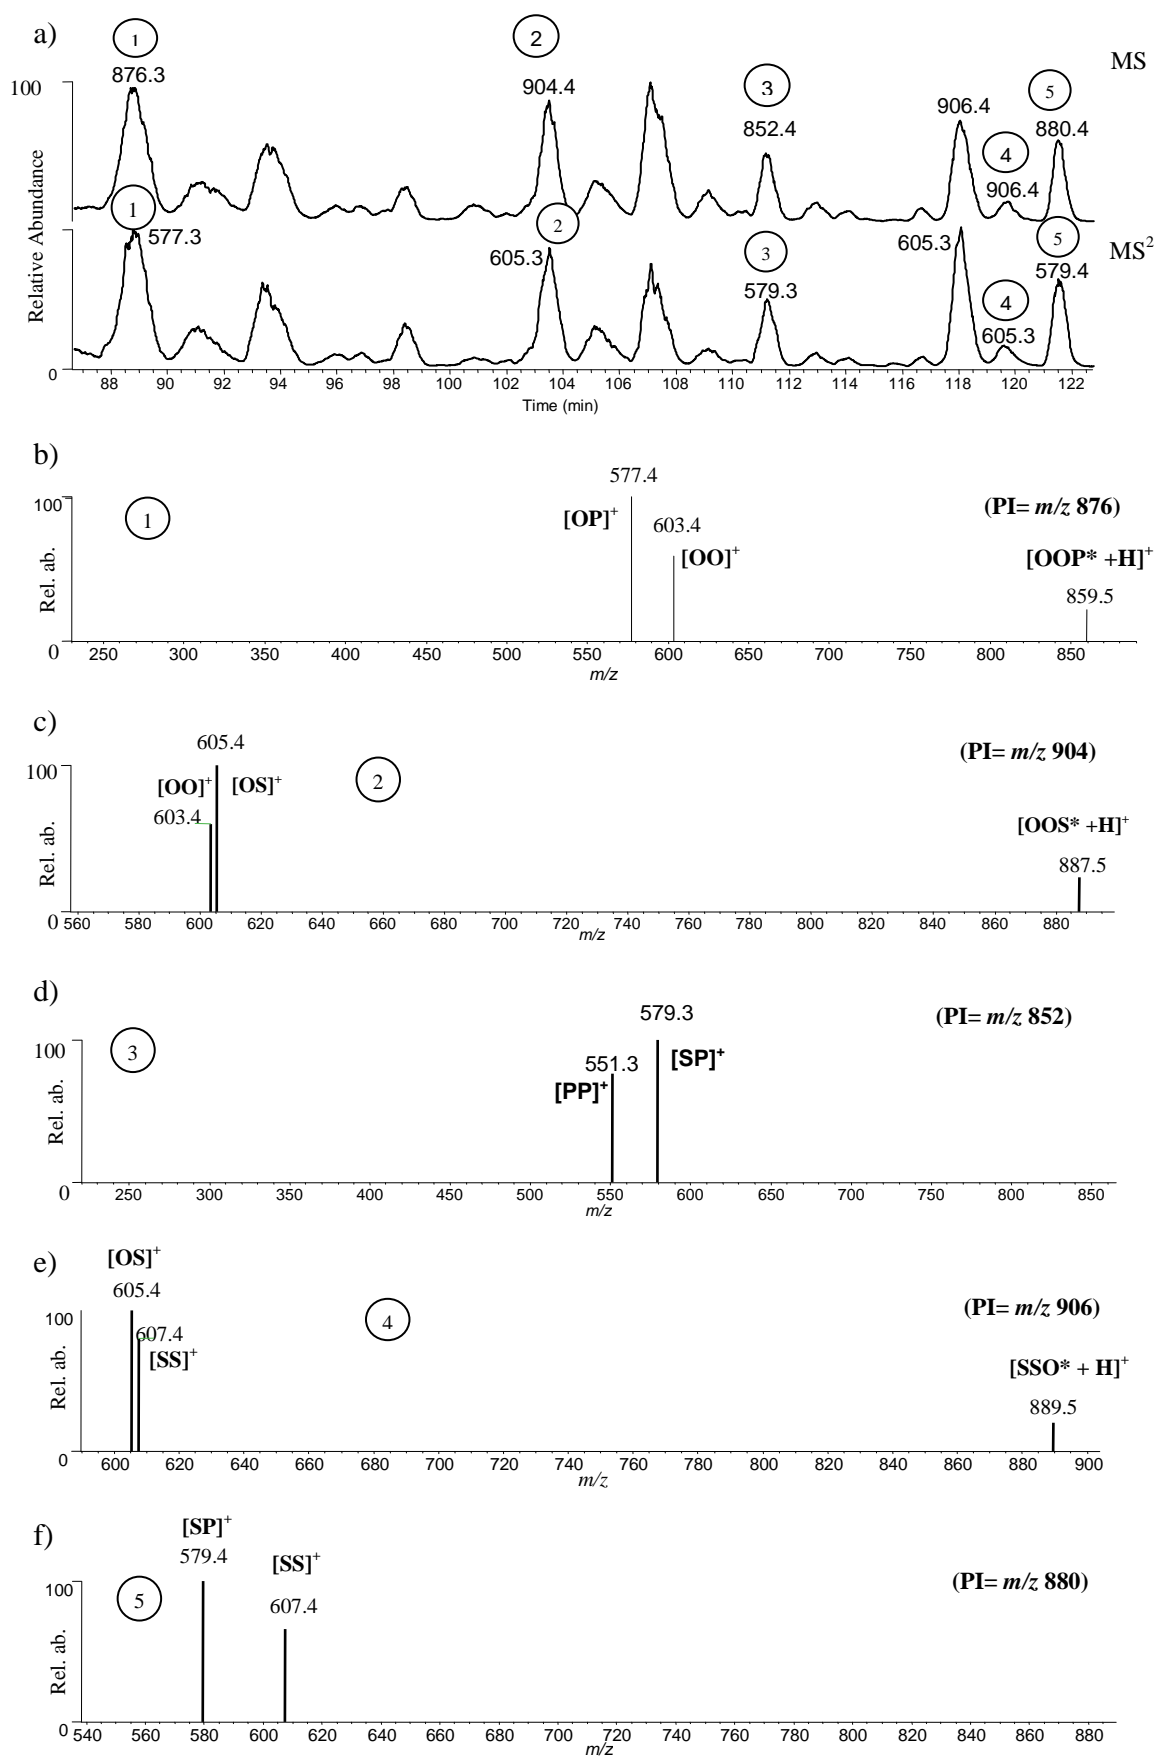 a)
1
876.3
2
904.4
3
852.4
906.4
4
906.4
5
880.4
MS
100
Relative Abundance
1
577.3
2
605.3
3
579.3
605.3
4
605.3
5
579.4
MS2
0
88 90 92 94 96 98 100 102 104 106 108 110 112 114 116 118 120 122
Time (min)
b)
577.4
100
1
[OP]+
603.4
[OO]+
(PI= m/z 876)
[OOP* +H]+
859.5
Rel. ab.
0
250 300 350 400 450 500 550 600 650 700 750 800 850
m/z
c)
605.4
(PI= m/z 904)
100
[OO]+ [OS]+
2
603.4
[OOS* +H]+
887.5
Rel. ab.
0
560 580 600 620 640 660 680 700 720 740 760 780 800 820 840 860 880
m/z
d)
579.3
(PI= m/z 852)
100
3
551.3
[SP]+
[PP]+
Rel. ab.
0
250 300 350 400 450 500 550 600 650 700 750 800 850
m/z
e)
[OS]+
605.4
(PI= m/z 906)
100
607.4
4
[SS]+
[SSO* + H]+
889.5
Rel. ab.
0
600 620 640 660 680 700 720 740 760 780 800 820 840 860 880 900
m/z
f)
[SP]+
579.4
[SS]+
607.4
(PI= m/z 880)
100
5
Rel. ab.
0
540 560 580 600 620 640 660 680 700 720 740 760 780 800 820 840 860 880
m/z